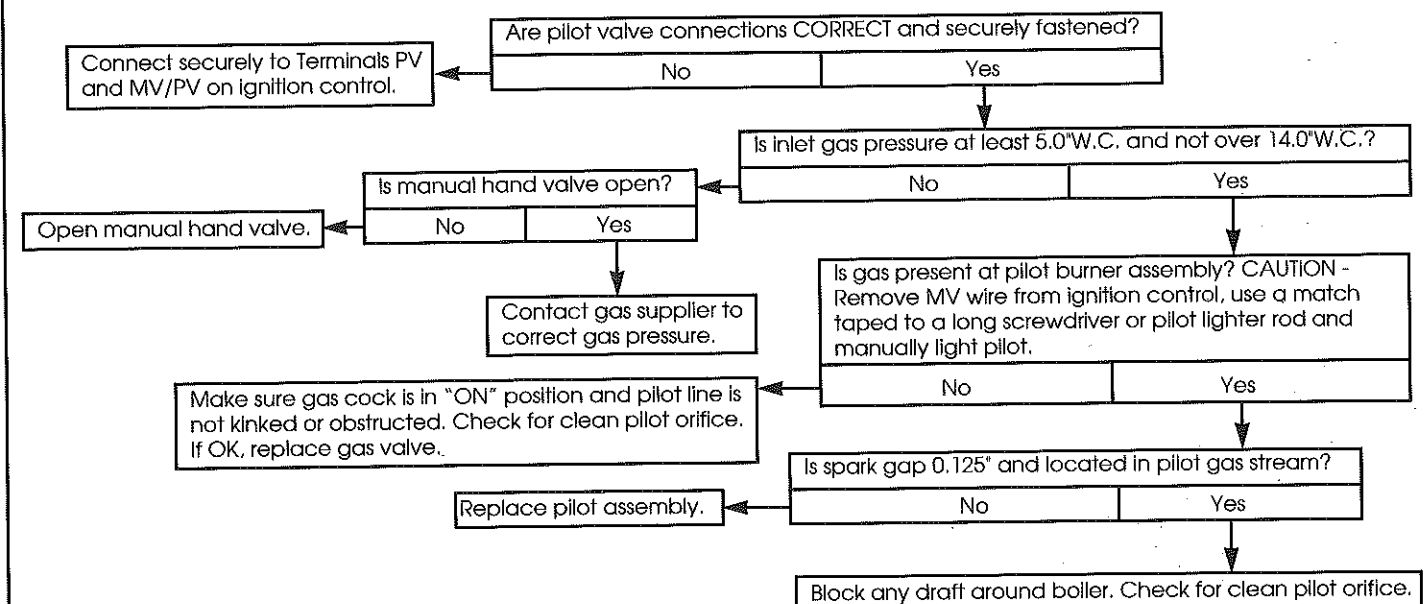 Are pilot valve connections CORRECT and securely fastened?
No
Yes
Connect securely to Terminals PV
and MV/PV on ignition control.
Is inlet gas pressure at least 5.0"W.C. and not over 14.0"W.C.?
No
Yes
Is manual hand valve open?
No
Yes
Open manual hand valve.
Contact gas supplier to
correct gas pressure.
Is gas present at pilot burner assembly? CAUTION -
Remove MV wire from ignition control, use a match
taped to a long screwdriver or pilot lighter rod and
manually light pilot.
No
Yes
Make sure gas cock is in "ON" position and pilot line is
not kinked or obstructed. Check for clean pilot orifice.
If OK, replace gas valve.
Is spark gap 0.125" and located in pilot gas stream?
No
Yes
Replace pilot assembly.
Block any draft around boiler. Check for clean pilot orifice.